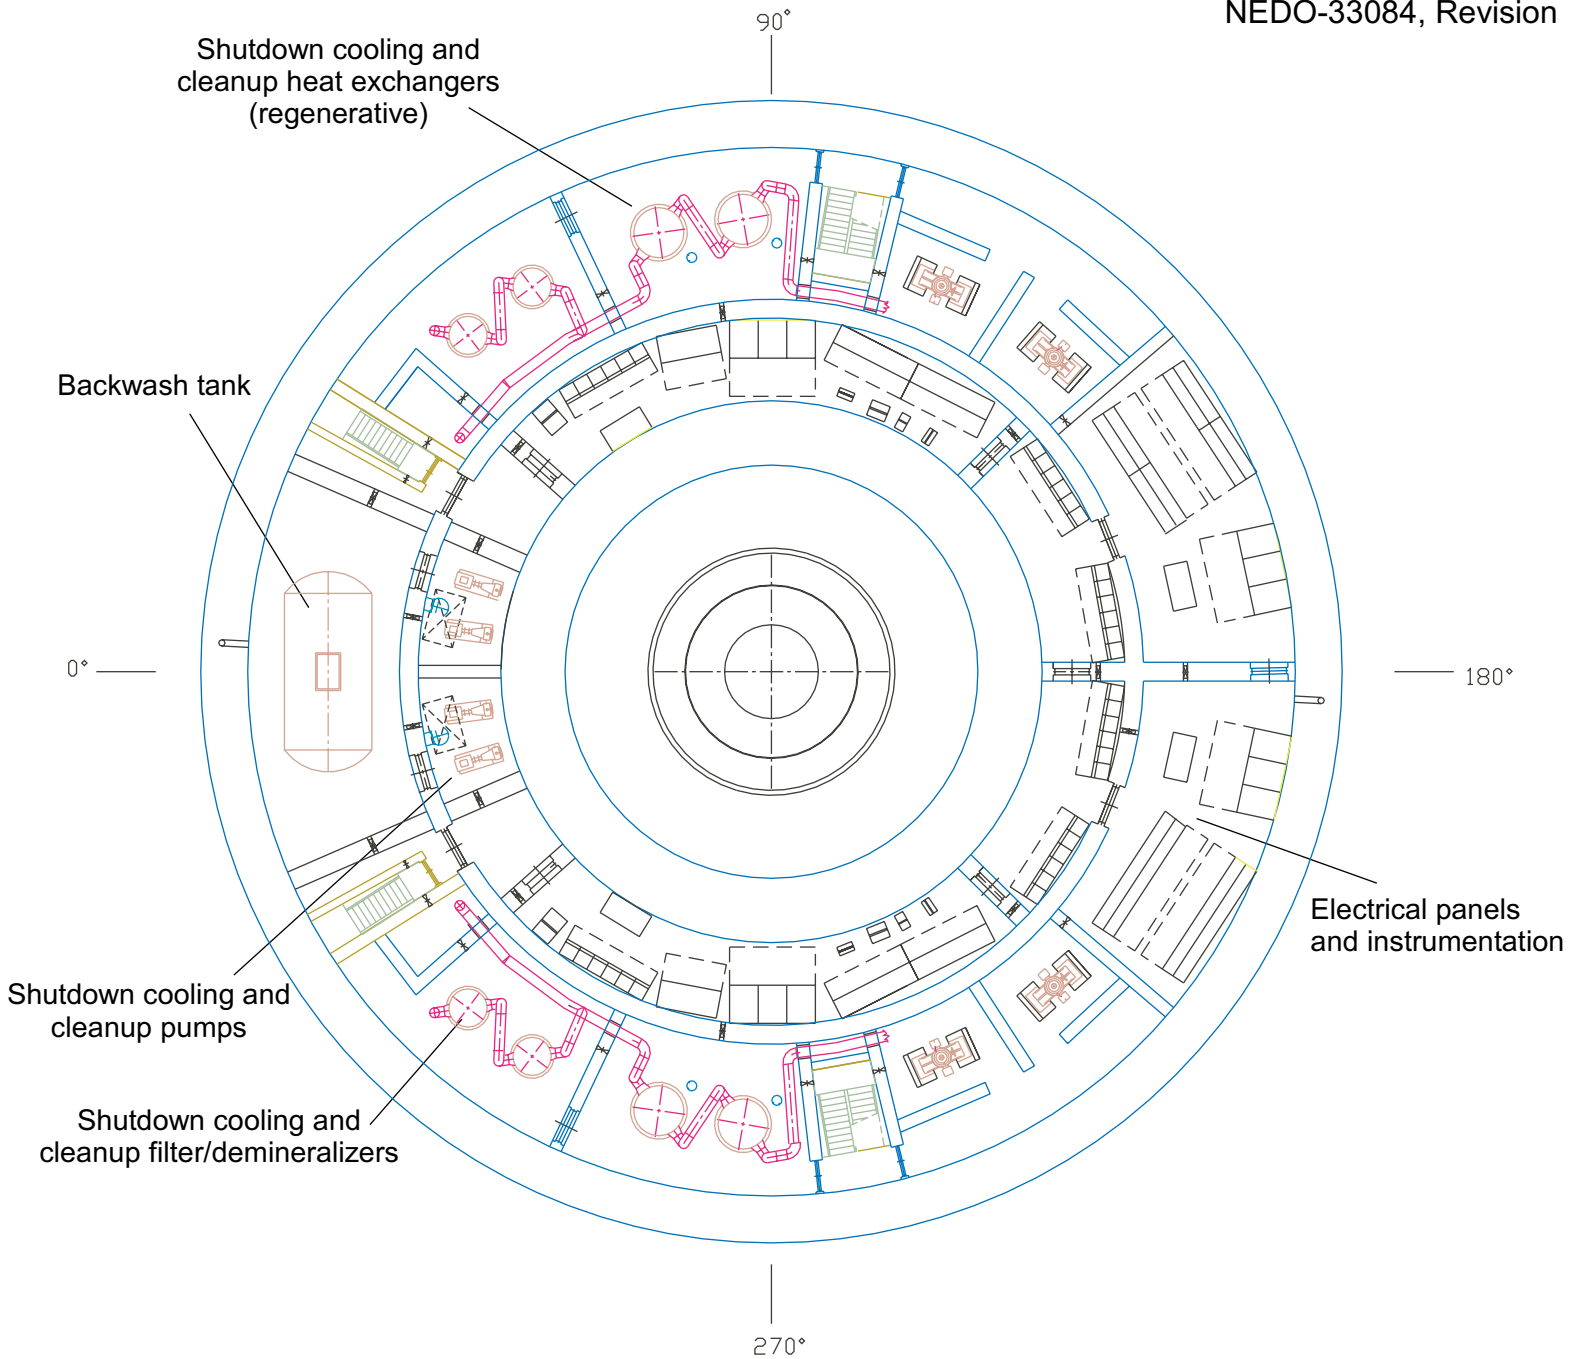 NEDO-33084, Revision
90°
Shutdown cooling and
cleanup heat exchangers
(regenerative)
Backwash tank
0°
180°
Electrical panels
and instrumentation
Shutdown cooling and
cleanup pumps
Shutdown cooling and
cleanup filter/demineralizers
270°